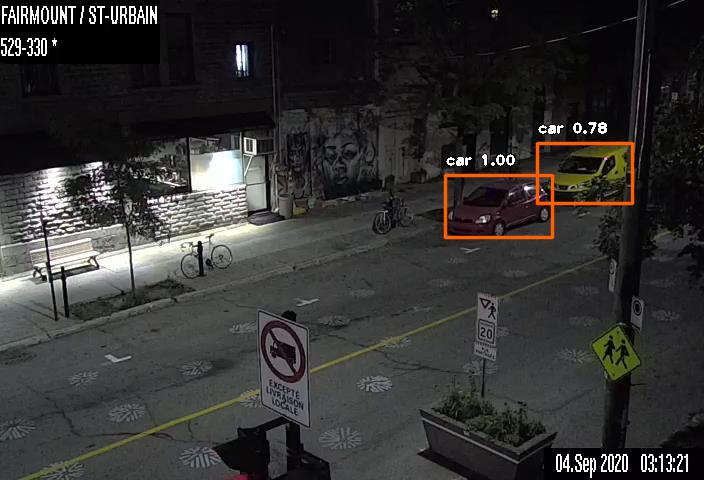 FAIRMOUNT / ST-URBAIN
529-330 *
car 0.78
car 1.00
20
EXCEPTÉ
LIVRAISON
LOCALE
04.Sep 2020 03:13:21